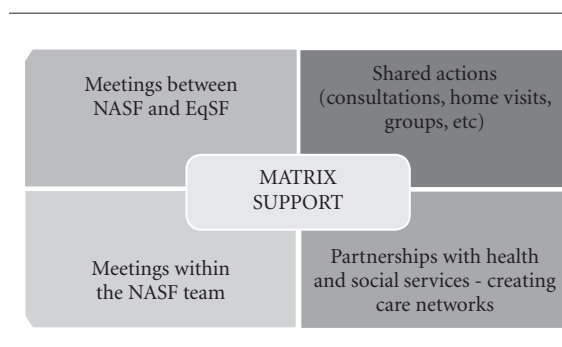 Meetings between
NASF and EqSF
Shared actions
(consultations, home visits,
groups, etc)
MATRIX
SUPPORT
Meetings within
the NASF team
Partnerships with health
and social services - creating
care networks